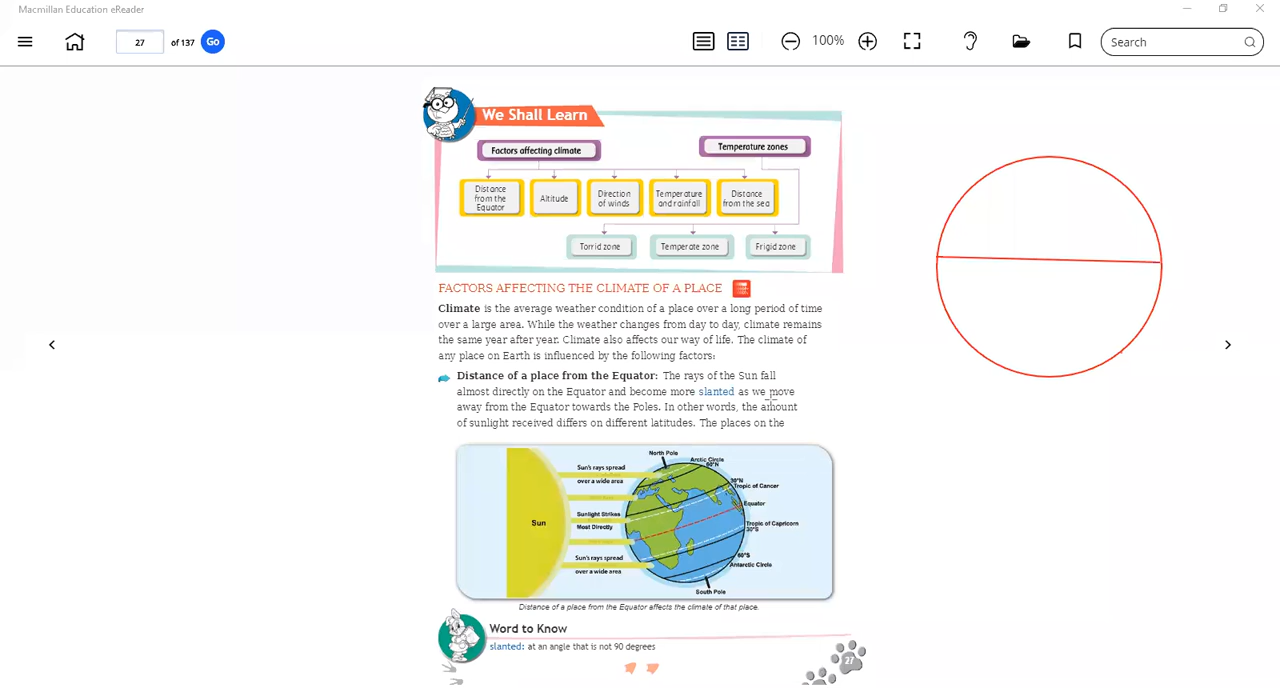 Macmillan Education eReader
27 of 137 Go
100%
Search
We Shall Learn
Factors affecting climate
Temperature zones
Distance from the Equator
Altitude
Direction of winds
Temperature and rainfall
Distance from the sea
Torrid zone
Temperate zone
Frigid zone
FACTORS AFFECTING THE CLIMATE OF A PLACE
Climate is the average weather condition of a place over a long period of time
over a large area. While the weather changes from day to day, climate remains
the same year after year. Climate also affects our way of life. The climate of
any place on Earth is influenced by the following factors:
Distance of a place from the Equator: The rays of the Sun fall
almost directly on the Equator and become more slanted as we move
away from the Equator towards the Poles. In other words, the amount
of sunlight received differs on different latitudes. The places on the
North Pole
Arctic Circle
60°N
Sun's rays spread
over a wide area
30°N
Tropic of Cancer
Equator
Sunlight Strikes
Most Directly
Sun
Tropic of Capricorn
30°S
Sun's rays spread
over a wide area
60°S
Antarctic Circle
South Pole
Distance of a place from the Equator affects the climate of that place.
Word to Know
slanted: at an angle that is not 90 degrees
27